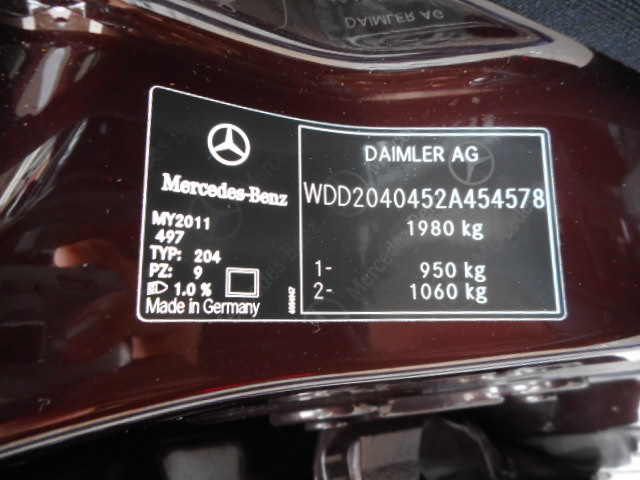 DAIMLER AG
Mercedes-Benz
MY2011
497
TYP: 204
PZ: 9
1.0 %
Made in Germany
DAIMLER AG
WDD2040452A454578
1980 kg
1- 950 kg
2- 1060 kg